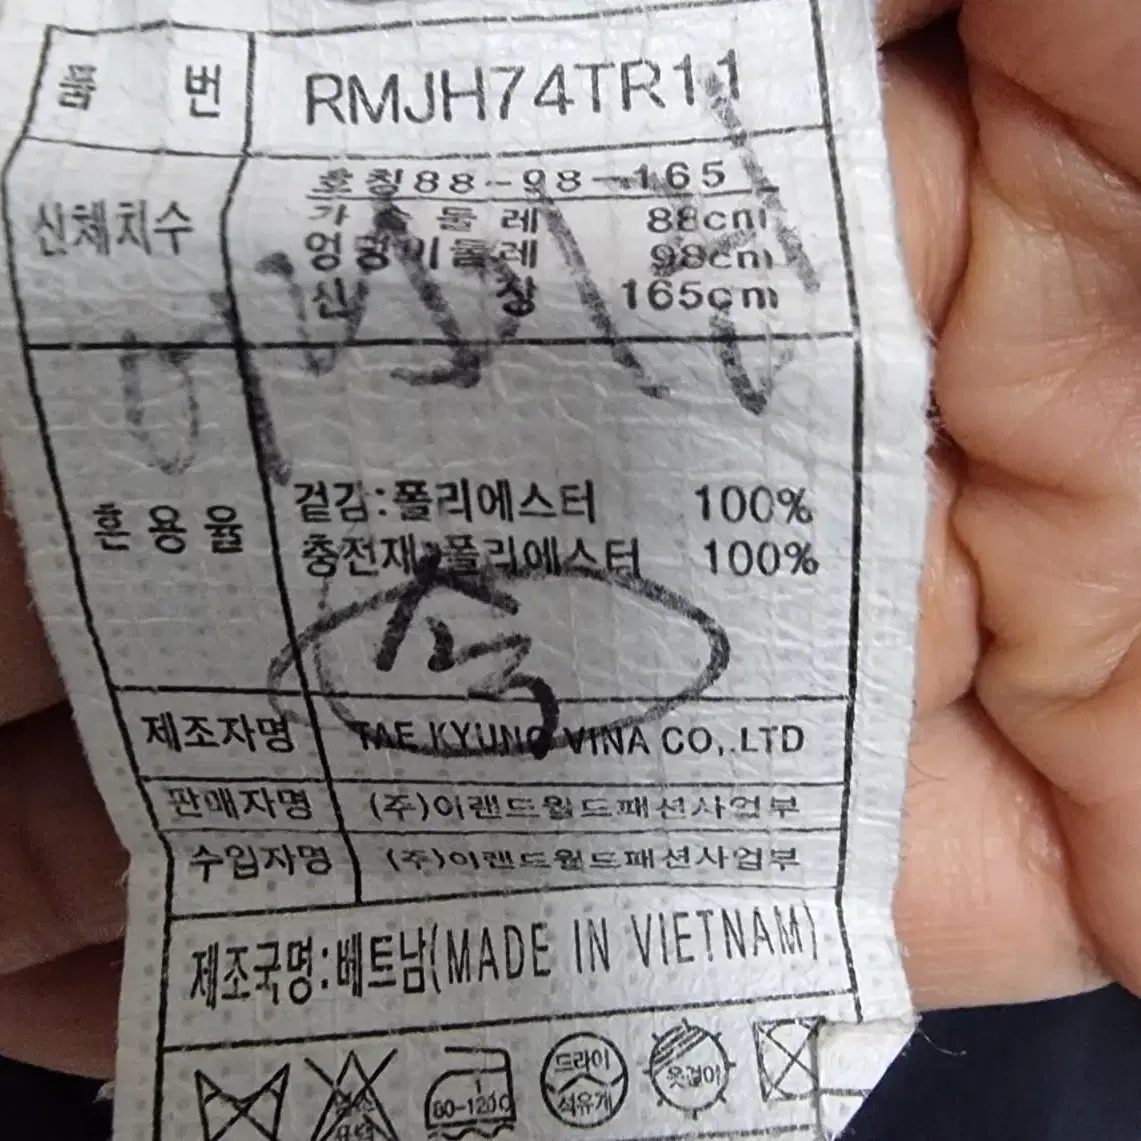 품 번 RMJH74TR11
신체치수 호칭88-98-165
가슴둘레 88cm
엉덩이둘레 98cm
신 장 165cm
혼용율 겉감:폴리에스터 100%
충전재:폴리에스터 100%
제조자명 TAE KYUNG VINA CO,.LTD
판매자명 (주)이랜드월드패션사업부
수입자명 (주)이랜드월드패션사업부
제조국명:베트남(MADE IN VIETNAM)
80-120C 드라이 석유계 옷걸이